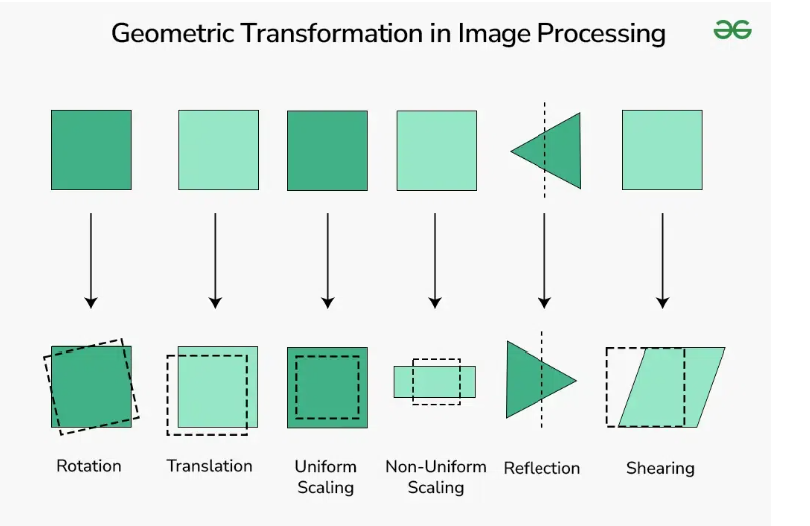 Geometric Transformation in Image Processing
Rotation
Translation
Uniform
Scaling
Non-Uniform
Scaling
Reflection
Shearing